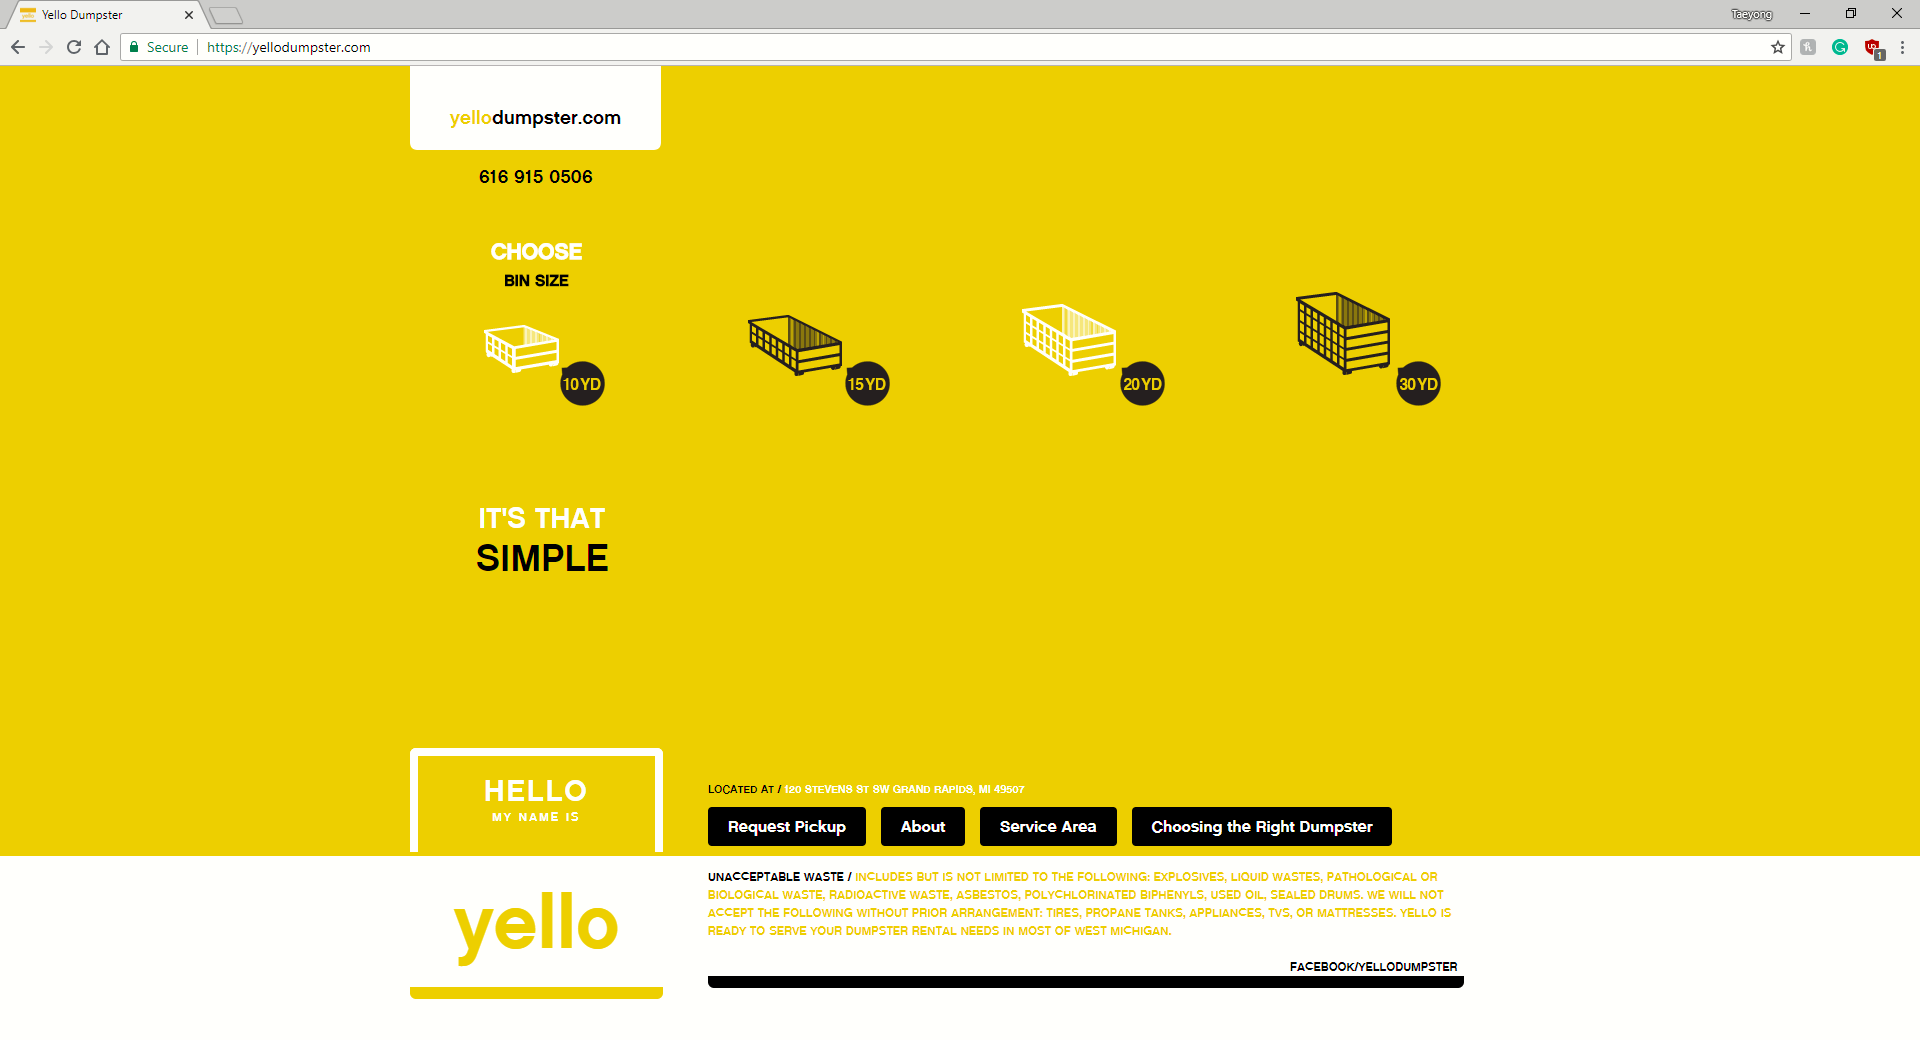 Yello Dumpster
Taeyong
Secure | https://yellodumpster.com
1
yellodumpster.com
616 915 0506
CHOOSE
BIN SIZE
10YD
15YD
20YD
30YD
IT'S THAT
SIMPLE
HELLO
MY NAME IS
yello
LOCATED AT / 120 STEVENS ST SW GRAND RAPIDS, MI 49507
Request Pickup
About
Service Area
Choosing the Right Dumpster
UNACCEPTABLE WASTE / INCLUDES BUT IS NOT LIMITED TO THE FOLLOWING: EXPLOSIVES, LIQUID WASTES, PATHOLOGICAL OR
BIOLOGICAL WASTE, RADIOACTIVE WASTE, ASBESTOS, POLYCHLORINATED BIPHENYLS, USED OIL, SEALED DRUMS. WE WILL NOT
ACCEPT THE FOLLOWING WITHOUT PRIOR ARRANGEMENT: TIRES, PROPANE TANKS, APPLIANCES, TVS, OR MATTRESSES. YELLO IS
READY TO SERVE YOUR DUMPSTER RENTAL NEEDS IN MOST OF WEST MICHIGAN.
FACEBOOK/YELLODUMPSTER